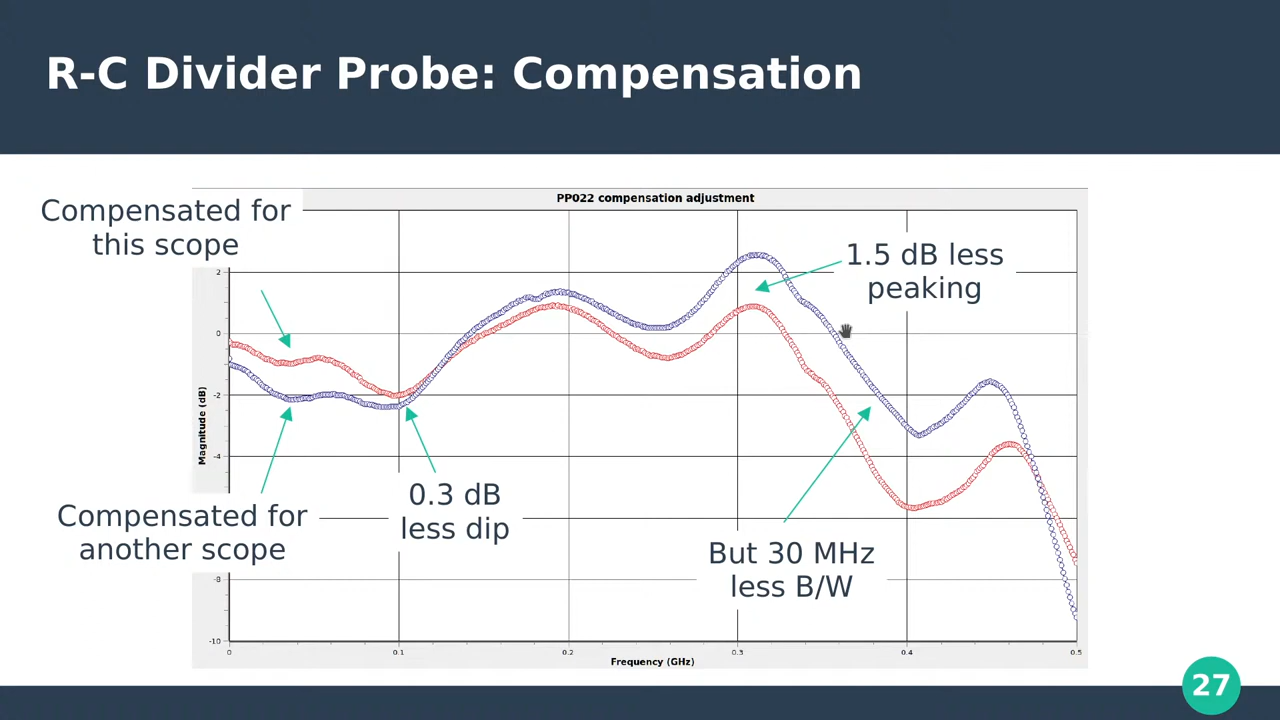 R-C Divider Probe: Compensation
PP022 compensation adjustment
Compensated for
this scope
1.5 dB less
peaking
2
0
-2
-4
-8
-10
Magnitude (dB)
0.3 dB
less dip
Compensated for
another scope
But 30 MHz
less B/W
0
0.1
0.2
0.3
0.4
0.5
Frequency (GHz)
27